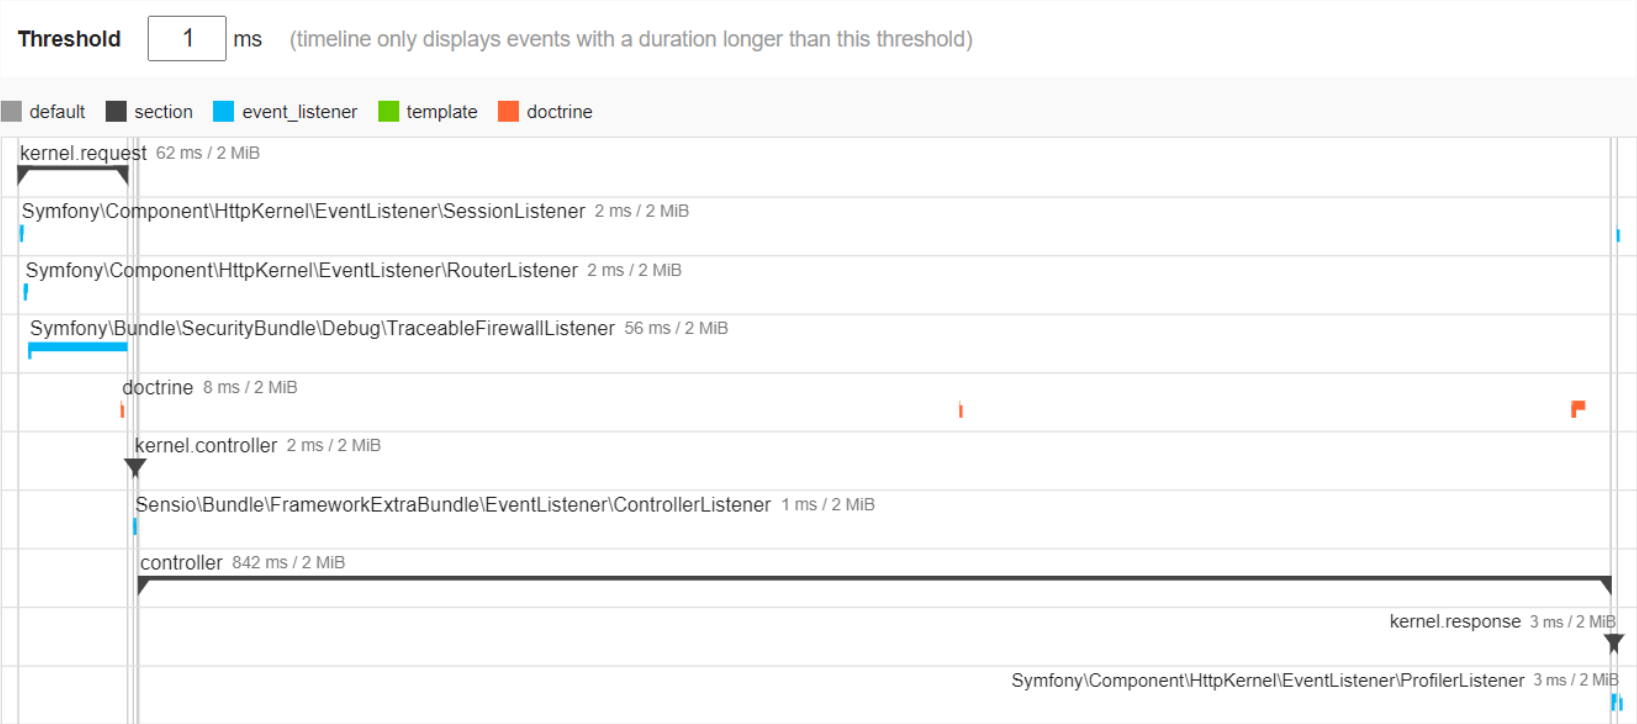 Threshold 1 ms (timeline only displays events with a duration longer than this threshold)
default section event_listener template doctrine
kernel.request 62 ms / 2 MiB
Symfony\Component\HttpKernel\EventListener\SessionListener 2 ms / 2 MiB
Symfony\Component\HttpKernel\EventListener\RouterListener 2 ms / 2 MiB
Symfony\Bundle\SecurityBundle\Debug\TraceableFirewallListener 56 ms / 2 MiB
doctrine 8 ms / 2 MiB
kernel.controller 2 ms / 2 MiB
Sensio\Bundle\FrameworkExtraBundle\EventListener\ControllerListener 1 ms / 2 MiB
controller 842 ms / 2 MiB
kernel.response 3 ms / 2 MiB
Symfony\Component\HttpKernel\EventListener\ProfilerListener 3 ms / 2 MiB